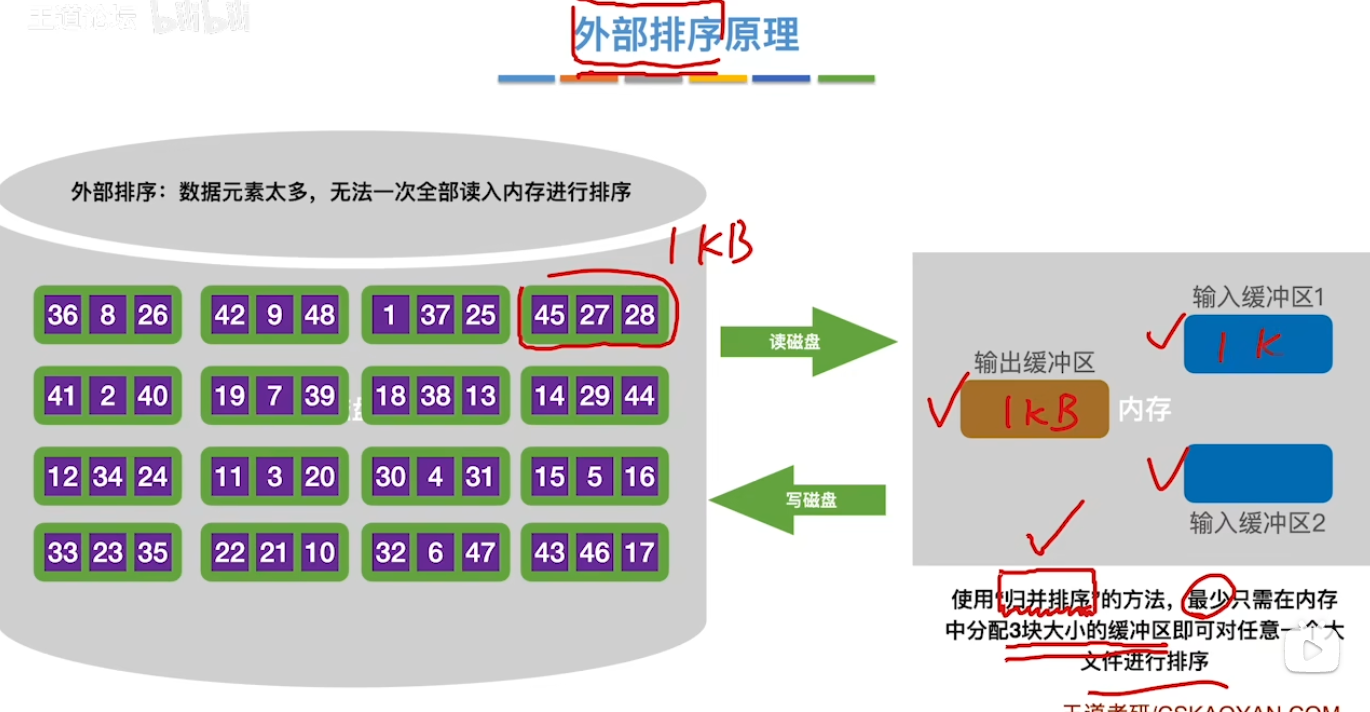 王道论坛 bilibili
外部排序原理
外部排序：数据元素太多，无法一次全部读入内存进行排序
1KB
36 8 26 42 9 48 1 37 25 45 27 28
41 2 40 19 7 39 18 38 13 14 29 44
12 34 24 11 3 20 30 4 31 15 5 16
33 23 35 22 21 10 32 6 47 43 46 17
读磁盘
写磁盘
输入缓冲区1
1K
输出缓冲区
1KB
内存
输入缓冲区2
使用“归并排序”的方法，最少只需在内存
中分配3块大小的缓冲区即可对任意一个大
文件进行排序
王道考研/CSKAOYAN.COM